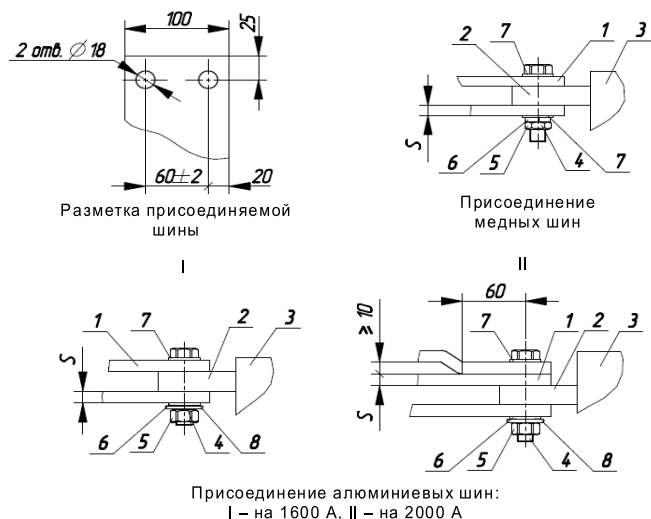 100
25
2 отв. ∅ 18
60±2
20
Разметка присоединяемой
шины
2
7
1
3
S
6
5
4
7
Присоединение
медных шин
I
II
1
7
2
3
S
6
5
4
8
60
≥ 10
7
1
2
3
S
6
5
4
8
Присоединение алюминиевых шин:
I – на 1600 А, II – на 2000 А